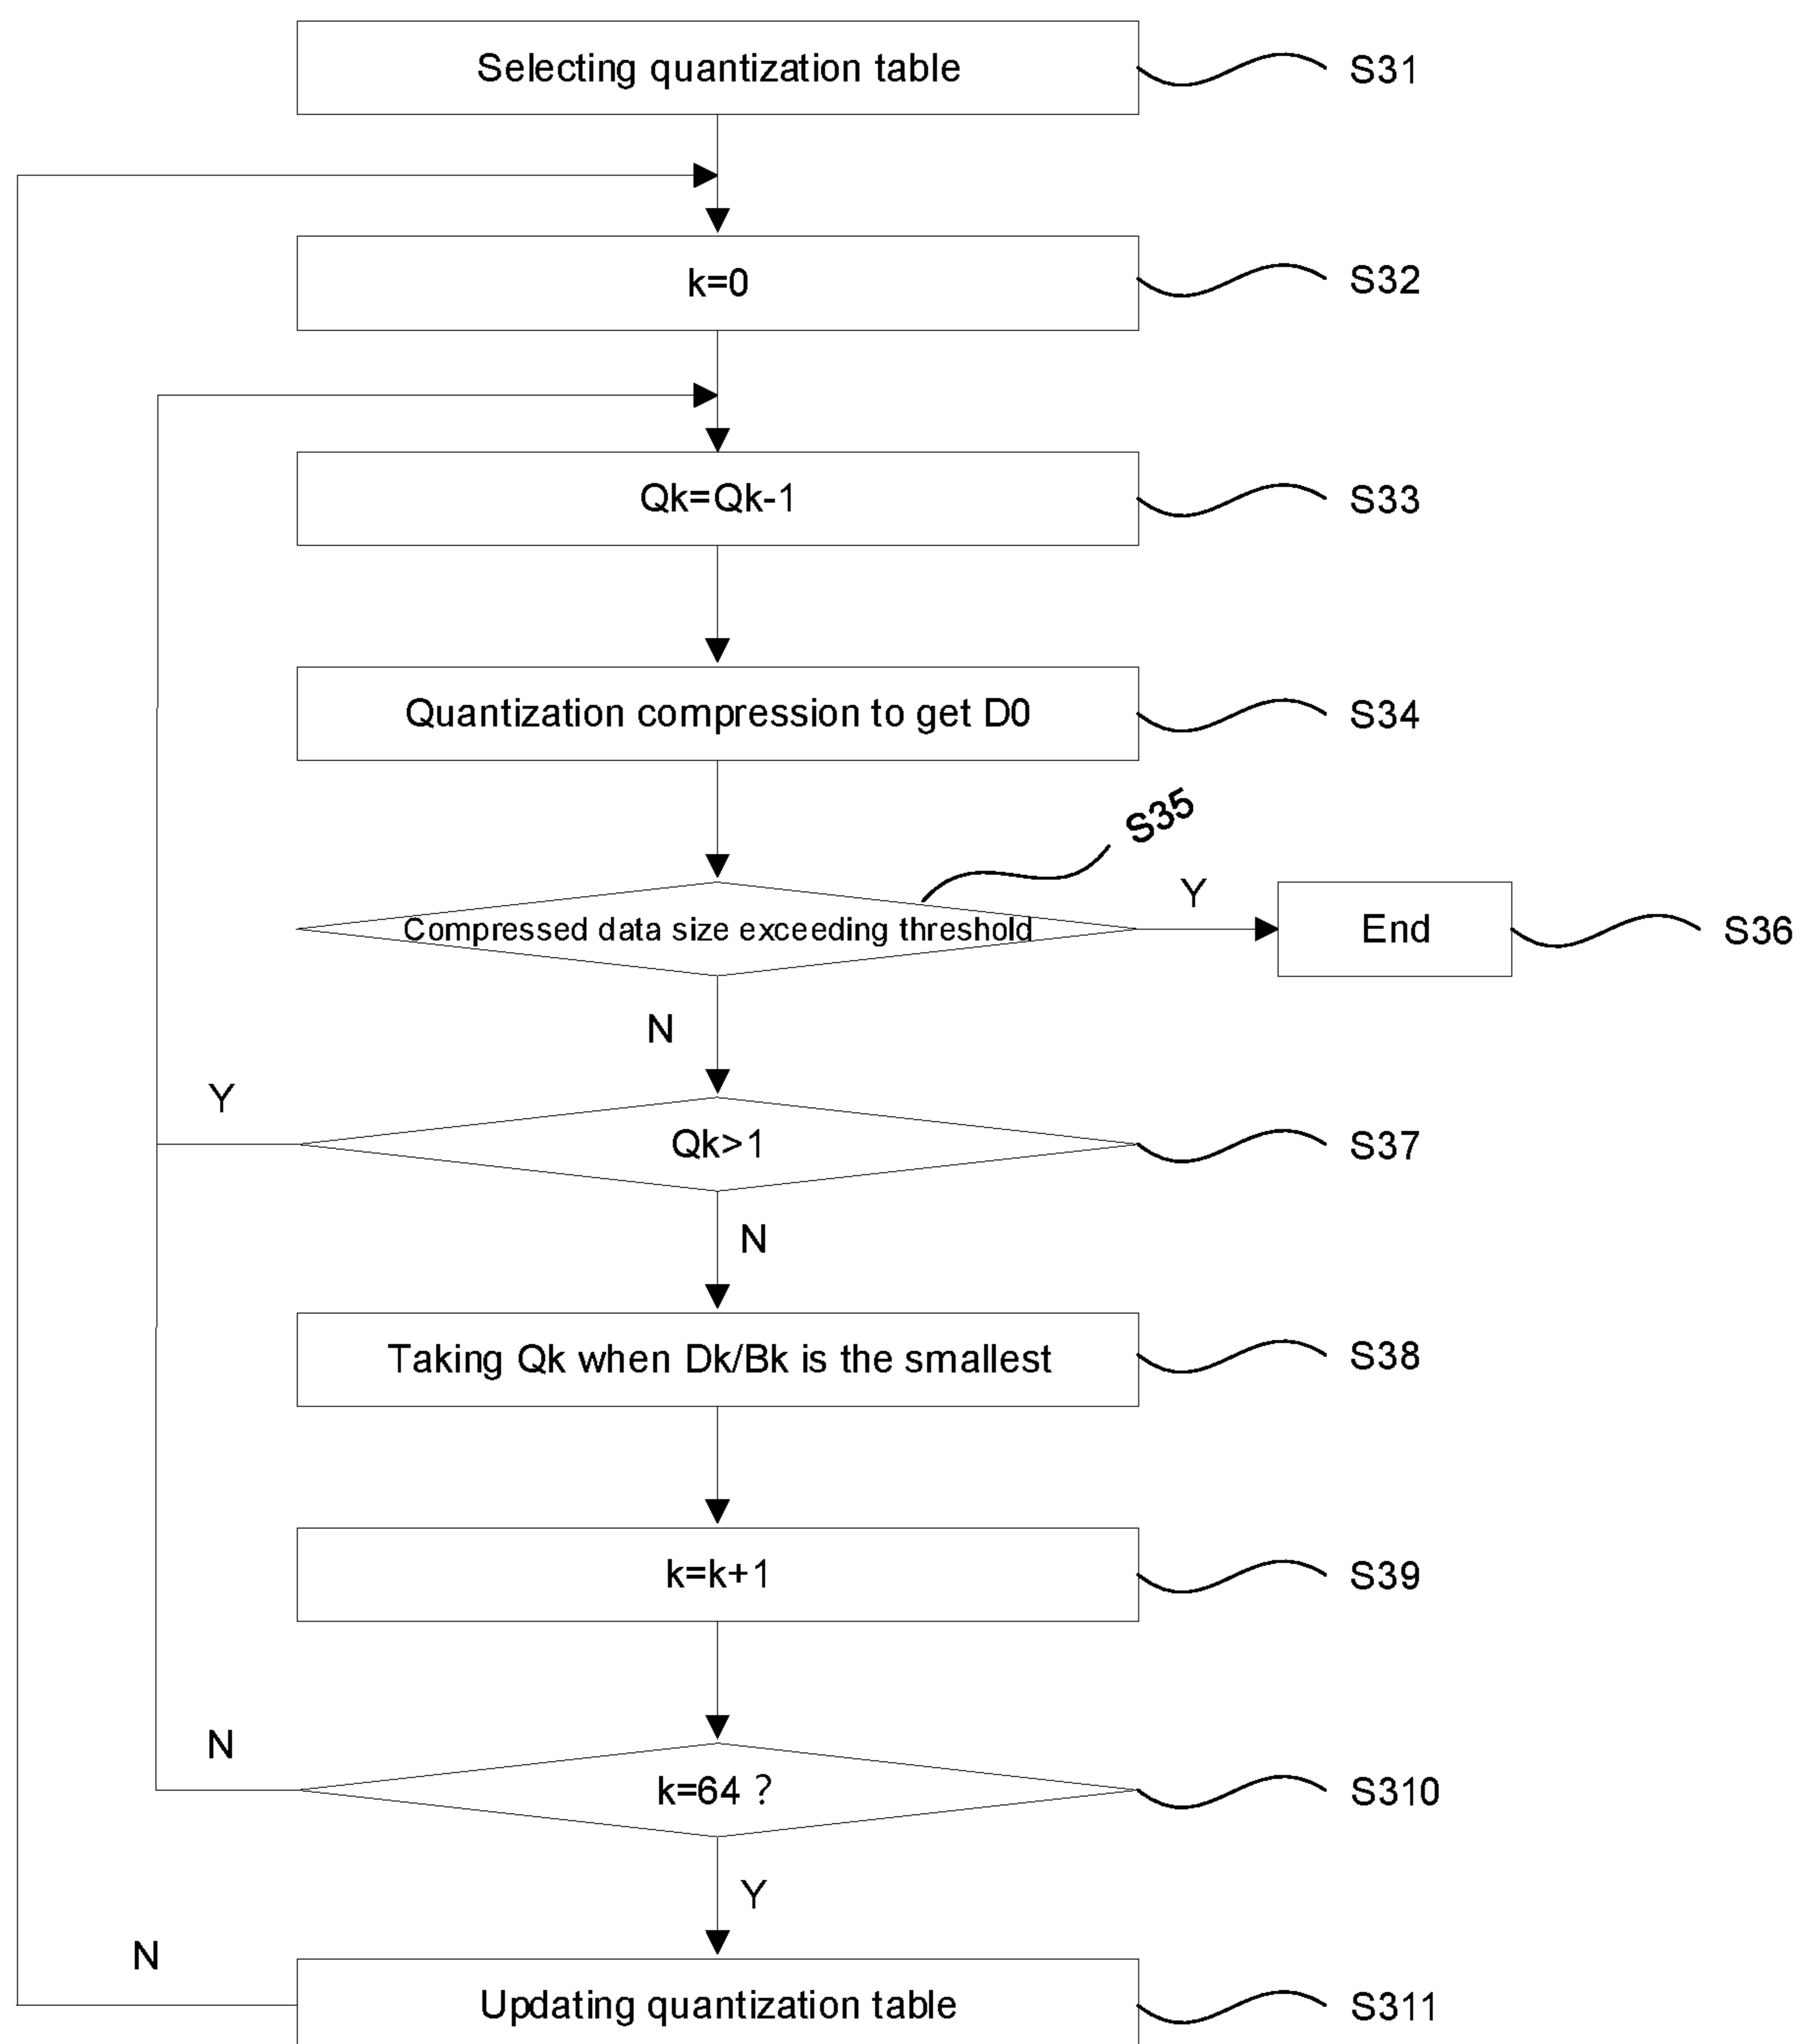 Selecting quantization table
S31
k=0
S32
Qk=Qk-1
S33
Quantization compression to get D0
S34
S35
Compressed data size exceeding threshold
Y
End
S36
N
Y
Qk>1
S37
N
Taking Qk when Dk/Bk is the smallest
S38
k=k+1
S39
N
k=64 ?
S310
Y
N
Updating quantization table
S311